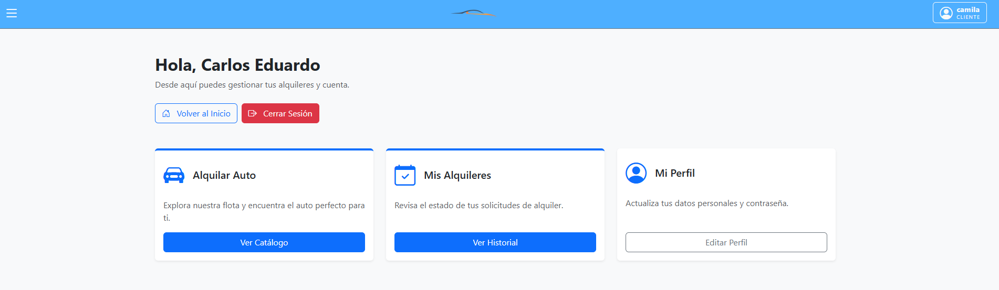 camila
CLIENTE
Hola, Carlos Eduardo
Desde aquí puedes gestionar tus alquileres y cuenta.
Volver al Inicio
Cerrar Sesión
Alquilar Auto
Explora nuestra flota y encuentra el auto perfecto para
ti.
Ver Catálogo
Mis Alquileres
Revisa el estado de tus solicitudes de alquiler.
Ver Historial
Mi Perfil
Actualiza tus datos personales y contraseña.
Editar Perfil